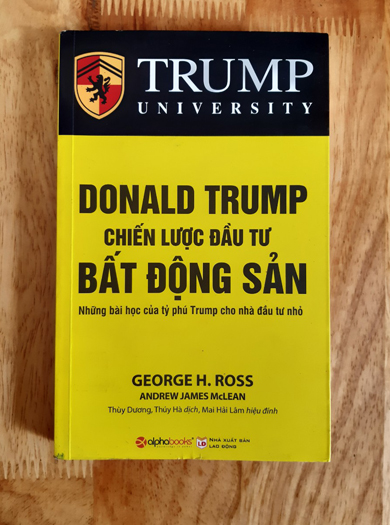 TRUMP
UNIVERSITY
DONALD TRUMP
CHIẾN LƯỢC ĐẦU TƯ
BẤT ĐỘNG SẢN
Những bài học của tỷ phú Trump cho nhà đầu tư nhỏ
GEORGE H. ROSS
ANDREW JAMES McLEAN
Thùy Dương, Thúy Hà dịch, Mai Hải Lâm hiệu đính
alphabooks
LĐ NHÀ XUẤT BẢN
LAO ĐỘNG